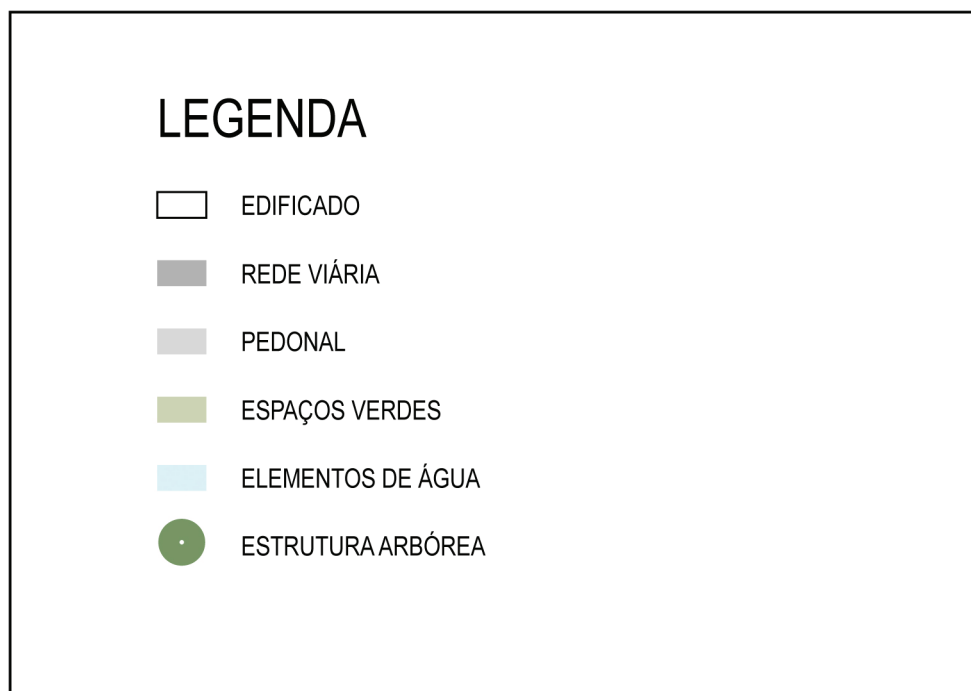 LEGENDA
EDIFICADO
REDE VIÁRIA
PEDONAL
ESPAÇOS VERDES
ELEMENTOS DE ÁGUA
ESTRUTURA ARBÓREA